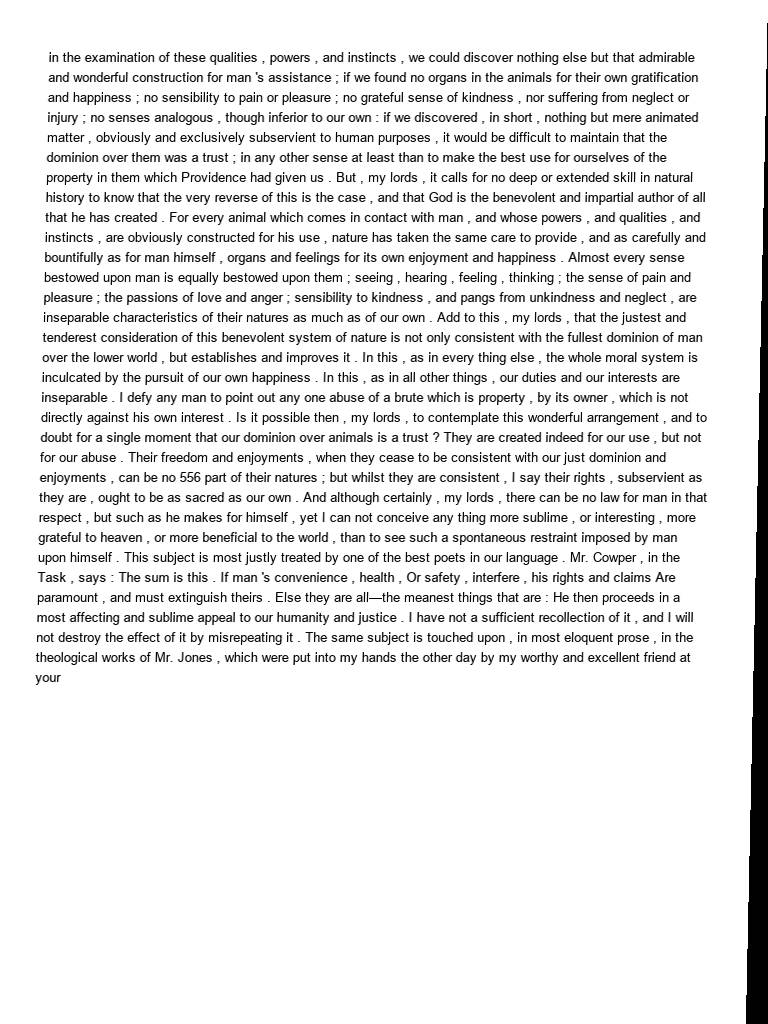 in the examination of these qualities , powers , and instincts , we could discover nothing else but that admirable
and wonderful construction for man 's assistance ; if we found no organs in the animals for their own gratification
and happiness ; no sensibility to pain or pleasure ; no grateful sense of kindness , nor suffering from neglect or
injury ; no senses analogous , though inferior to our own : if we discovered , in short , nothing but mere animated
matter , obviously and exclusively subservient to human purposes , it would be difficult to maintain that the
dominion over them was a trust ; in any other sense at least than to make the best use for ourselves of the
property in them which Providence had given us . But , my lords , it calls for no deep or extended skill in natural
history to know that the very reverse of this is the case , and that God is the benevolent and impartial author of all
that he has created . For every animal which comes in contact with man , and whose powers , and qualities , and
instincts , are obviously constructed for his use , nature has taken the same care to provide , and as carefully and
bountifully as for man himself , organs and feelings for its own enjoyment and happiness . Almost every sense
bestowed upon man is equally bestowed upon them ; seeing , hearing , feeling , thinking ; the sense of pain and
pleasure ; the passions of love and anger ; sensibility to kindness , and pangs from unkindness and neglect , are
inseparable characteristics of their natures as much as of our own . Add to this , my lords , that the justest and
tenderest consideration of this benevolent system of nature is not only consistent with the fullest dominion of man
over the lower world , but establishes and improves it . In this , as in every thing else , the whole moral system is
inculcated by the pursuit of our own happiness . In this , as in all other things , our duties and our interests are
inseparable . I defy any man to point out any one abuse of a brute which is property , by its owner , which is not
directly against his own interest . Is it possible then , my lords , to contemplate this wonderful arrangement , and to
doubt for a single moment that our dominion over animals is a trust ? They are created indeed for our use , but not
for our abuse . Their freedom and enjoyments , when they cease to be consistent with our just dominion and
enjoyments , can be no 556 part of their natures ; but whilst they are consistent , I say their rights , subservient as
they are , ought to be as sacred as our own . And although certainly , my lords , there can be no law for man in that
respect , but such as he makes for himself , yet I can not conceive any thing more sublime , or interesting , more
grateful to heaven , or more beneficial to the world , than to see such a spontaneous restraint imposed by man
upon himself . This subject is most justly treated by one of the best poets in our language . Mr. Cowper , in the
Task , says : The sum is this . If man 's convenience , health , Or safety , interfere , his rights and claims Are
paramount , and must extinguish theirs . Else they are all—the meanest things that are : He then proceeds in a
most affecting and sublime appeal to our humanity and justice . I have not a sufficient recollection of it , and I will
not destroy the effect of it by misrepeating it . The same subject is touched upon , in most eloquent prose , in the
theological works of Mr. Jones , which were put into my hands the other day by my worthy and excellent friend at
your